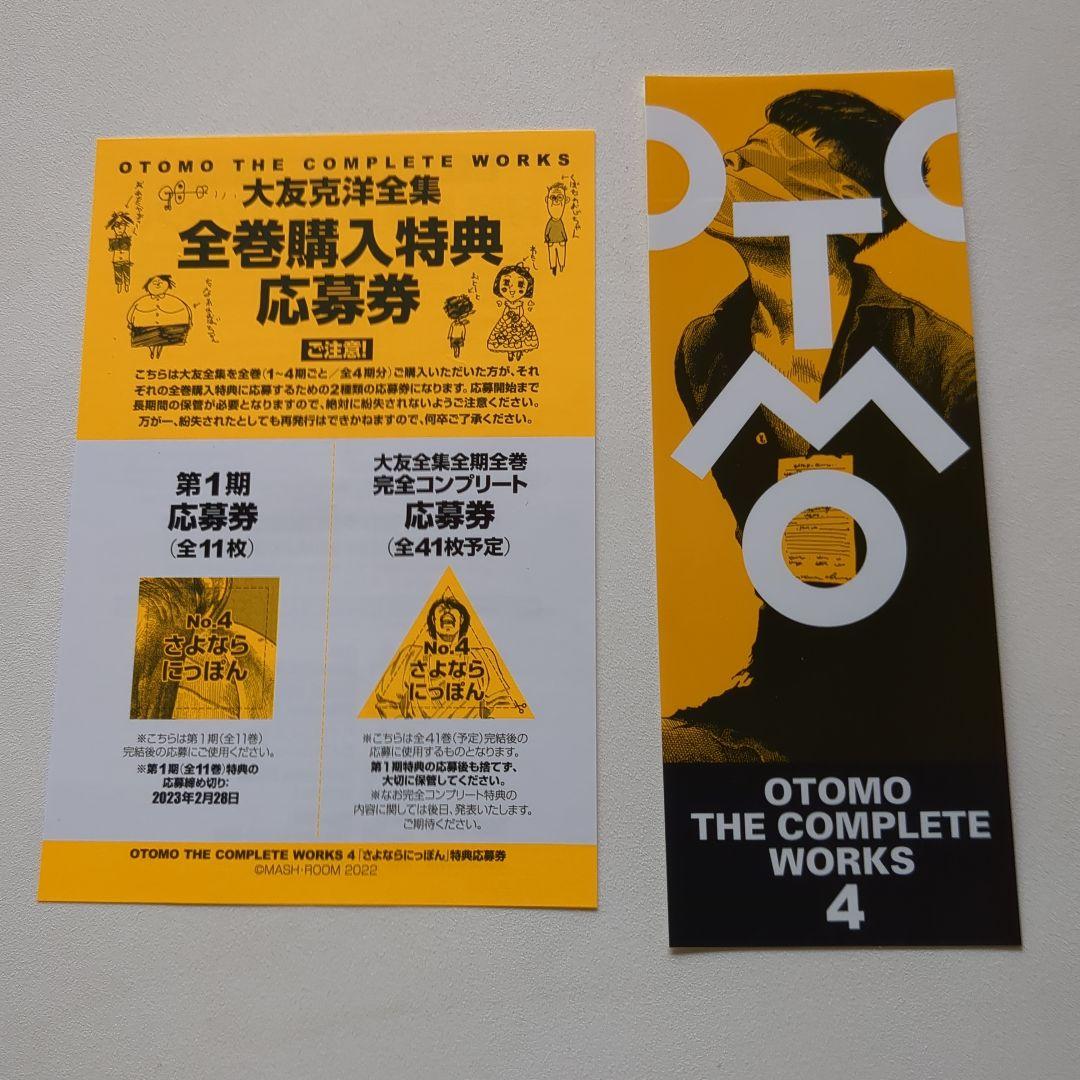 OTOMO THE COMPLETE WORKS
大友克洋全集
全巻購入特典
応募券
ご注意!
こちらは大友全集を全巻(1~4期ごと/全4期分)ご購入いただいた方が、それ
ぞれの全巻購入特典に応募するための2種類の応募券になります。応募開始まで
長期間の保管が必要となりますので、絶対に紛失されないようご注意ください。
万が一、紛失されたとしても再発行はできかねますので、何卒ご了承ください。
第1期
応募券
(全11枚)
No.4
さよなら
にっぽん
※こちらは第1期(全11巻)
完結後の応募にご使用ください。
※第1期(全11巻)特典の
応募締め切り:
2023年2月28日
大友全集全期全巻
完全コンプリート
応募券
(全41枚予定)
No.4
さよなら
にっぽん
※こちらは全41巻(予定)完結後の
応募に使用するものとなります。
第1期特典の応募後も捨てず、
大切に保管してください。
※なお完全コンプリート特典の
内容に関しては後日、発表いたします。
ご期待ください。
OTOMO THE COMPLETE WORKS 4「さよならにっぽん」特典応募券
©MASH・ROOM 2022
O T O
M
O
OTOMO
THE COMPLETE
WORKS
4